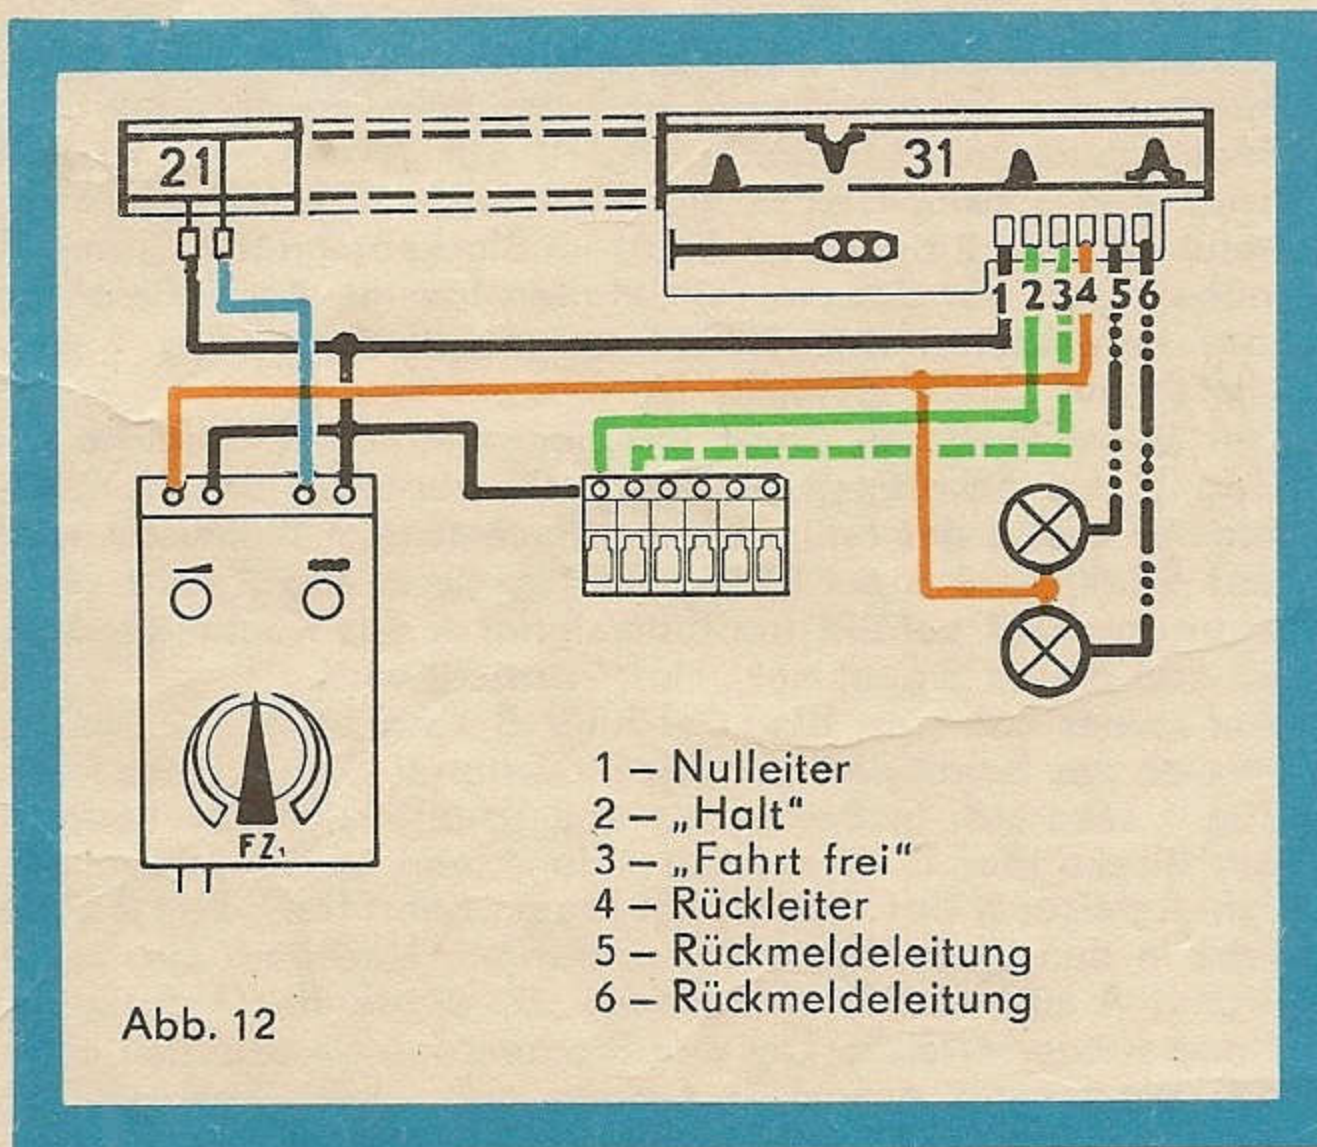 21
31
1 2 3 4 5 6
FZ1
1 – Nulleiter
2 – „Halt“
3 – „Fahrt frei“
4 – Rückleiter
5 – Rückmeldeleitung
6 – Rückmeldeleitung
Abb. 12